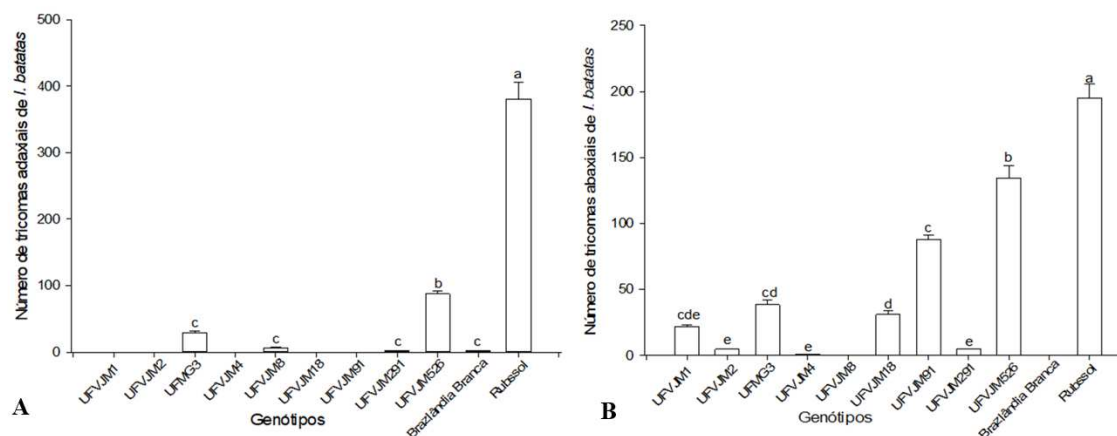 Número de tricomas adaxiais de I. batatas
500
400
300
200
100
0
a
b
c
c
c
c
UFVJM1
UFVJM2
UFMG3
UFVJM4
UFVJM8
UFVJM18
UFVJM91
UFVJM291
UFVJM526
Brazlândia Branca
Rubssol
Genótipos
A
Número de tricomas abaxiais de I. batatas
250
200
150
100
50
0
cde
e
cd
e
d
c
e
b
a
UFVJM1
UFVJM2
UFMG3
UFVJM4
UFVJM8
UFVJM18
UFVJM91
UFVJM291
UFVJM526
Brazlândia Branca
Rubssol
Genótipos
B